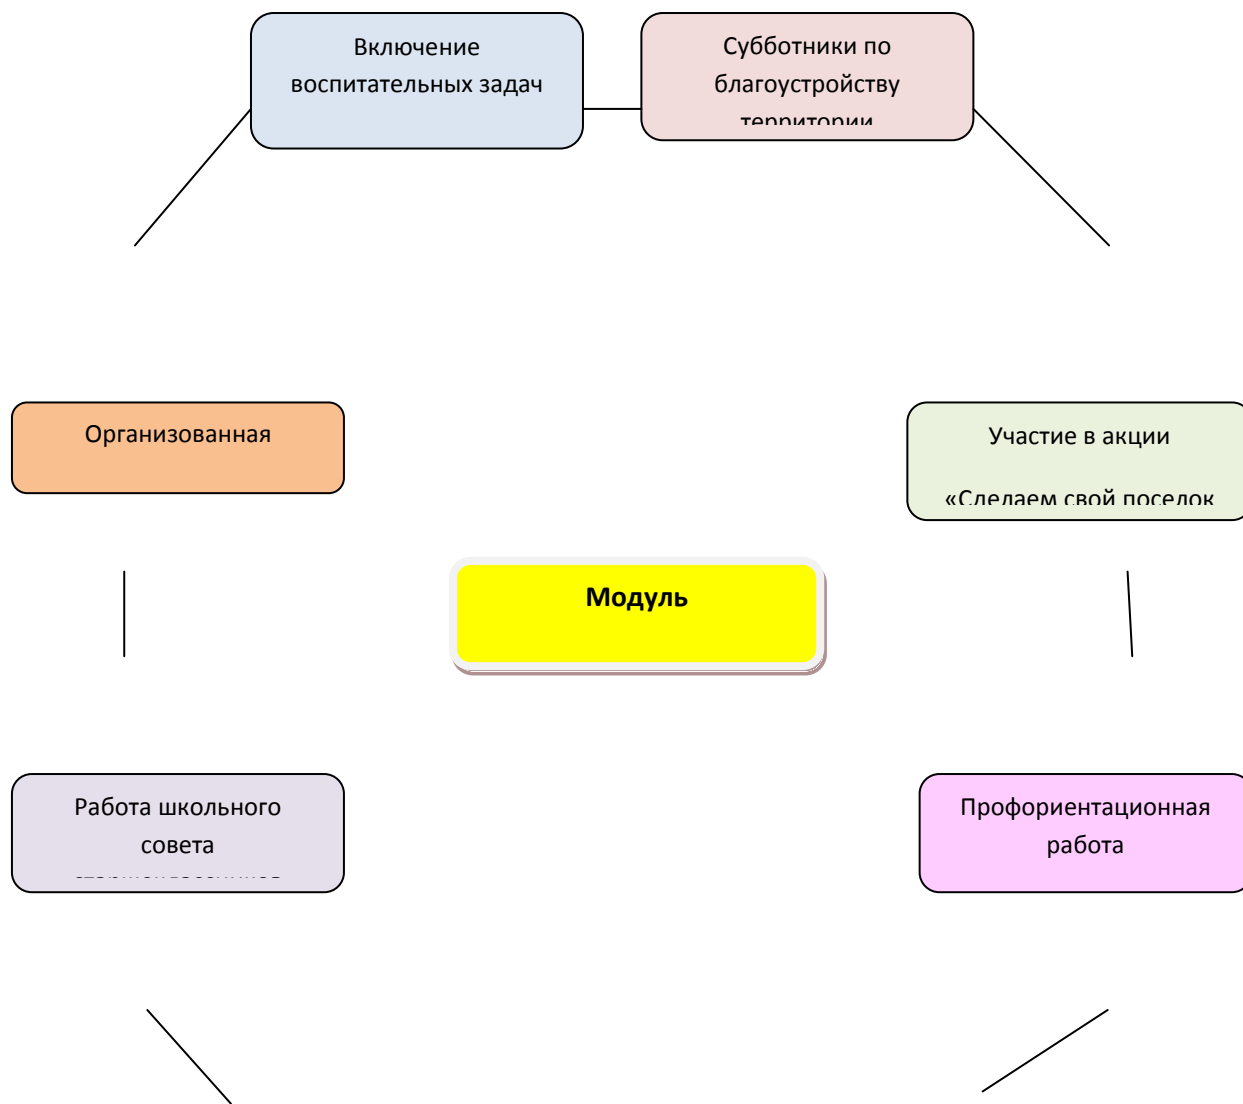 Включение
воспитательных задач
Субботники по
благоустройству
территории
Организованная
Участие в акции
«Сделаем свой поселок
Модуль
Работа школьного
совета
Профориентационная
работа